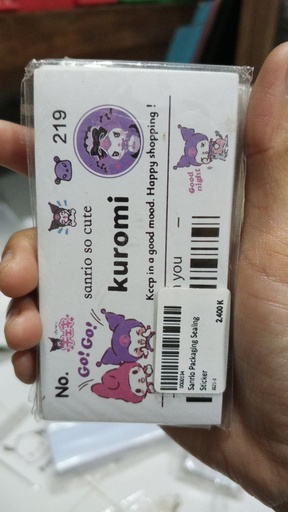 No. 219
Go! Go!
sanrio so cute
kuromi
Keep in a good mood. Happy shopping !
you —
Good
night
0000134
Sanrio Packaging Sealing
Sticker
2,400 K